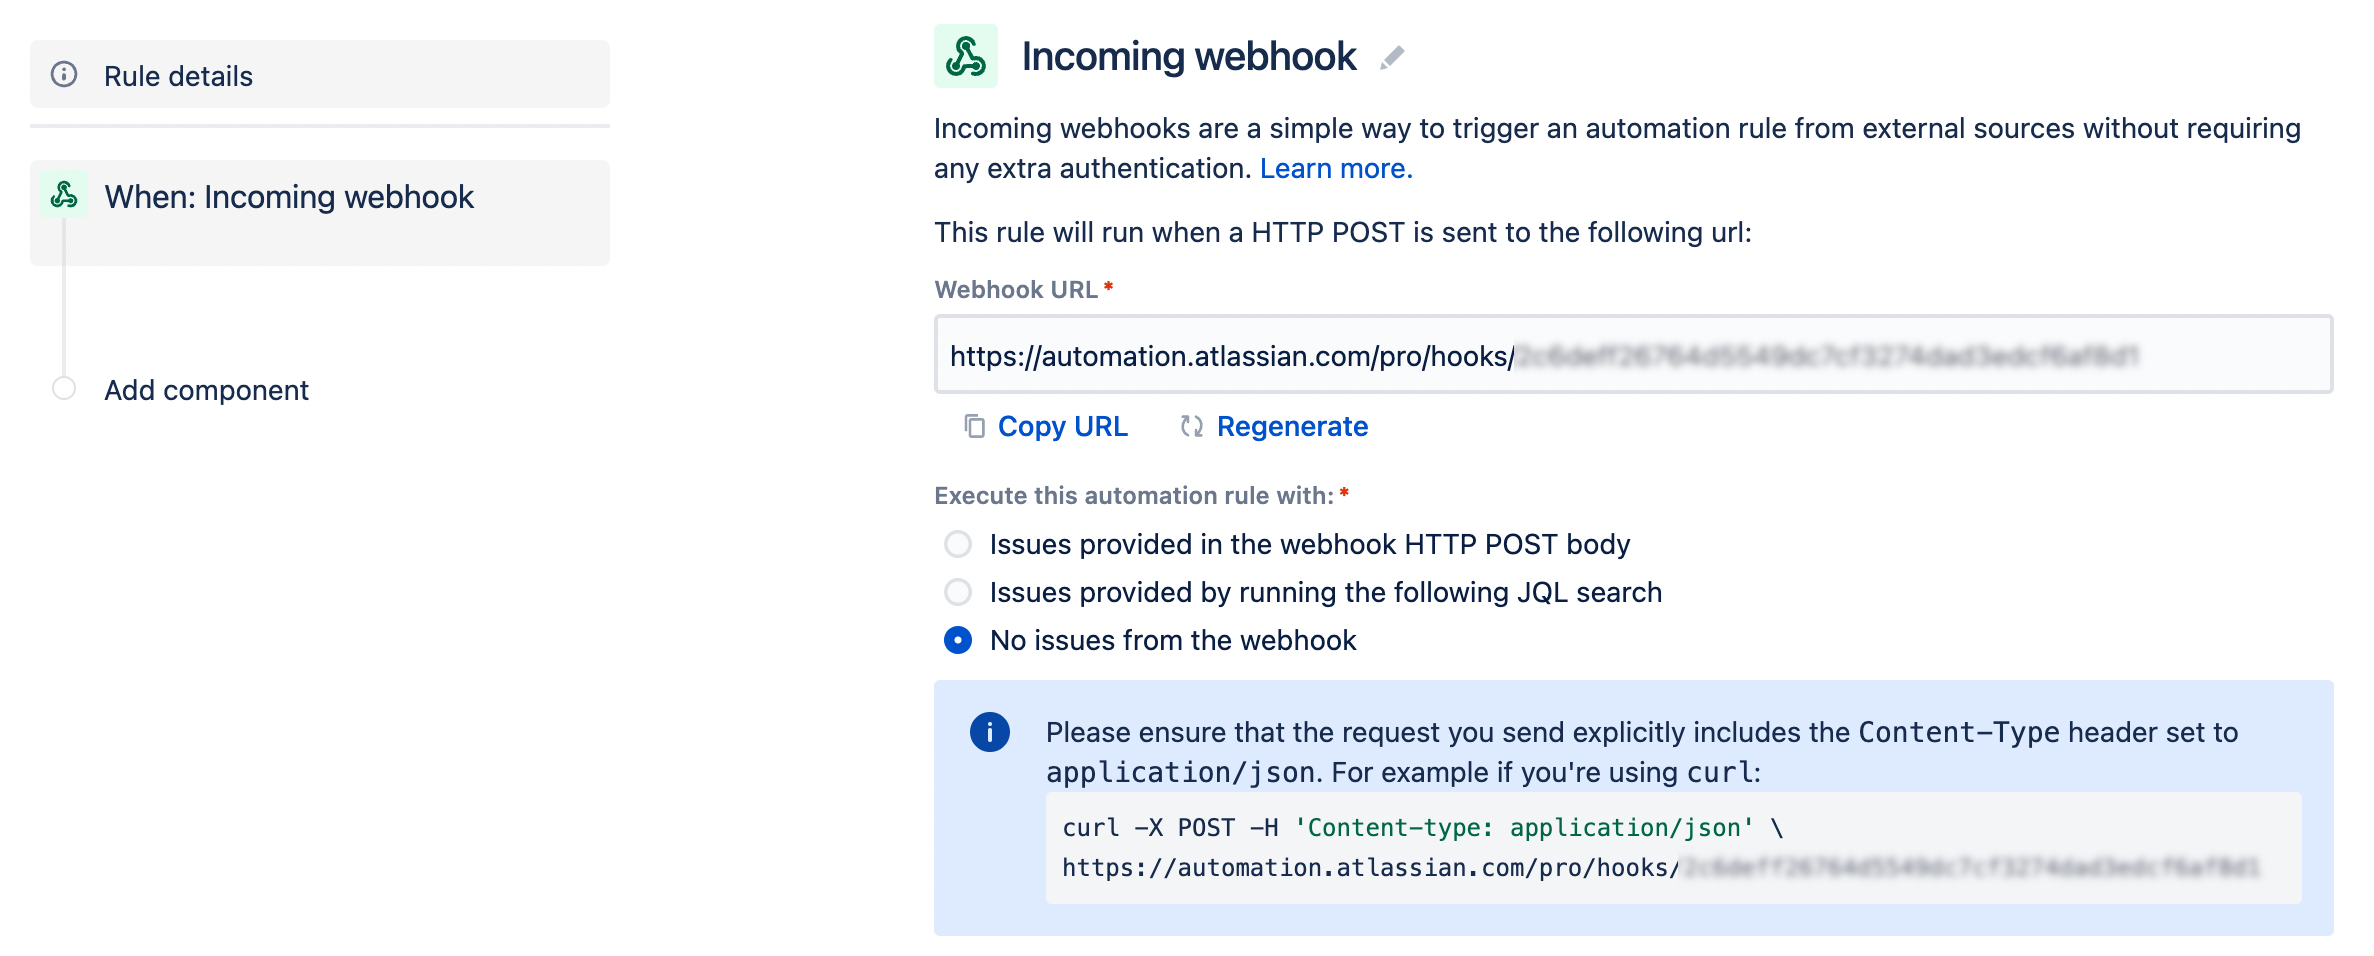 Rule details
When: Incoming webhook
Add component
Incoming webhook
Incoming webhooks are a simple way to trigger an automation rule from external sources without requiring
any extra authentication. Learn more.
This rule will run when a HTTP POST is sent to the following url:
Webhook URL *
https://automation.atlassian.com/pro/hooks/
Copy URL Regenerate
Execute this automation rule with: *
Issues provided in the webhook HTTP POST body
Issues provided by running the following JQL search
No issues from the webhook
Please ensure that the request you send explicitly includes the Content-Type header set to
application/json. For example if you're using curl:
curl -X POST -H 'Content-type: application/json' \
https://automation.atlassian.com/pro/hooks/